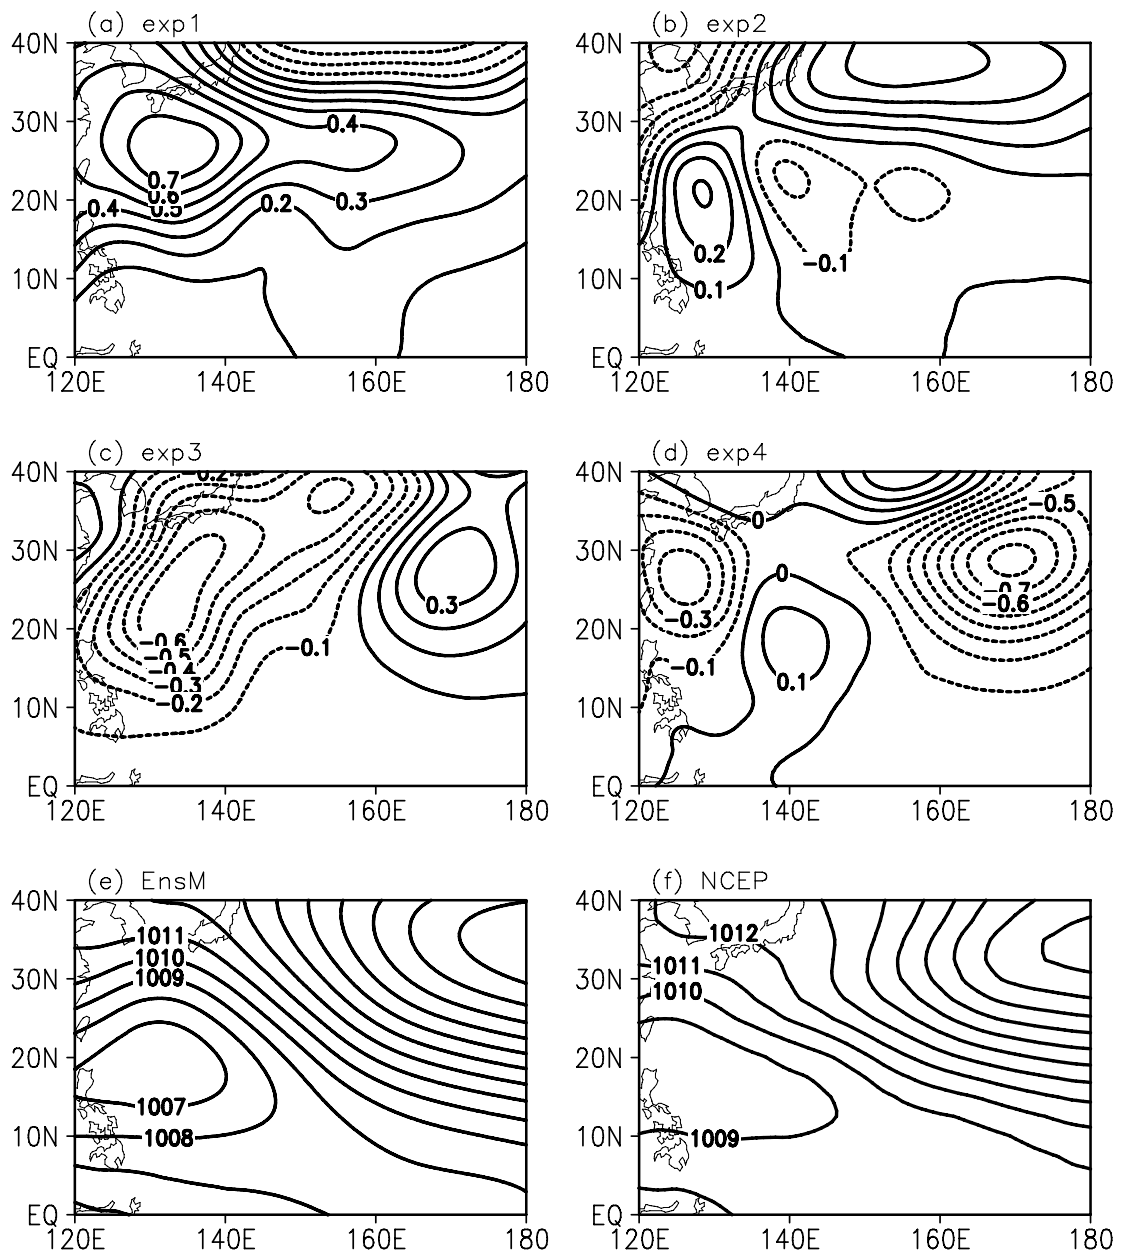 (a) exp1
(b) exp2
40N
30N
20N
10N
EQ
0.4
0.7
0.6
0.5
0.4
0.2
0.3
120E
140E
160E
180
40N
30N
20N
10N
EQ
0.2
0.1
−0.1
120E
140E
160E
180
(c) exp3
(d) exp4
40N
30N
20N
10N
EQ
−0.2
0.3
−0.6
−0.5
−0.4
−0.3
−0.2
−0.1
120E
140E
160E
180
40N
30N
20N
10N
EQ
−0.5
0
0
−0.7
−0.6
−0.3
−0.1
0.1
120E
140E
160E
180
(e) EnsM
(f) NCEP
40N
30N
20N
10N
EQ
1011
1010
1009
1007
1008
120E
140E
160E
180
40N
30N
20N
10N
EQ
1012
1011
1010
1009
120E
140E
160E
180